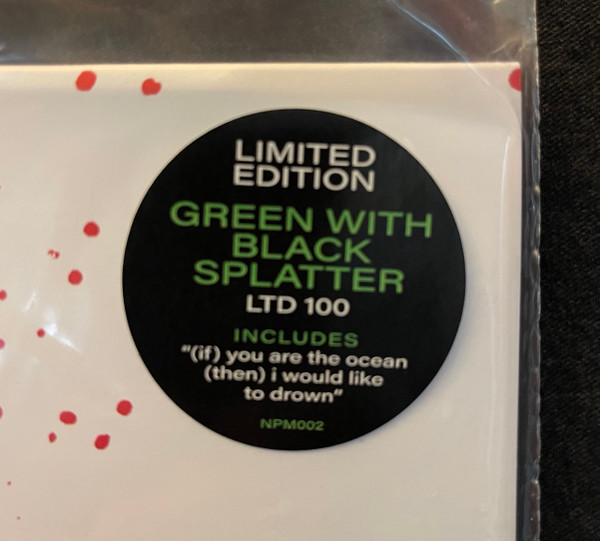 LIMITED
EDITION
GREEN WITH
BLACK
SPLATTER
LTD 100
INCLUDES
"(if) you are the ocean
(then) i would like
to drown"
NPM002